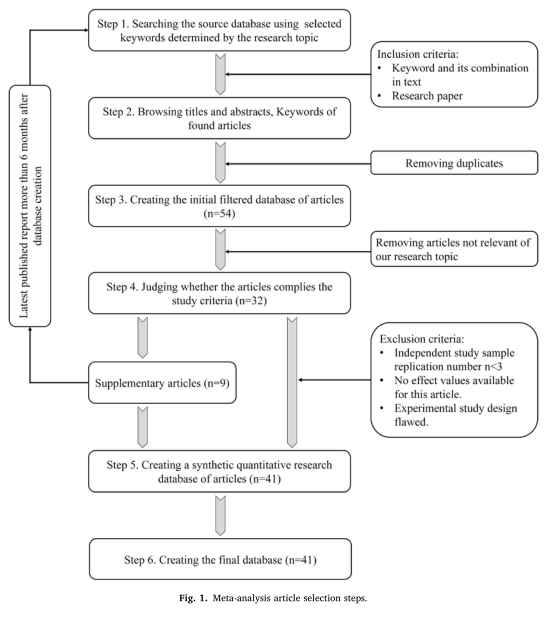 Step 1. Searching the source database using selected
keywords determined by the research topic
Inclusion criteria:
• Keyword and its combination
in text
• Research paper
Step 2. Browsing titles and abstracts, Keywords of
found articles
Removing duplicates
Step 3. Creating the initial filtered database of articles
(n=54)
Removing articles not relevant of
our research topic
Step 4. Judging whether the articles complies the
study criteria (n=32)
Latest published report more than 6 months after
database creation
Exclusion criteria:
• Independent study sample
replication number n<3
• No effect values available
for this article.
• Experimental study design
flawed.
Supplementary articles (n=9)
Step 5. Creating a synthetic quantitative research
database of articles (n=41)
Step 6. Creating the final database (n=41)
Fig. 1. Meta-analysis article selection steps.